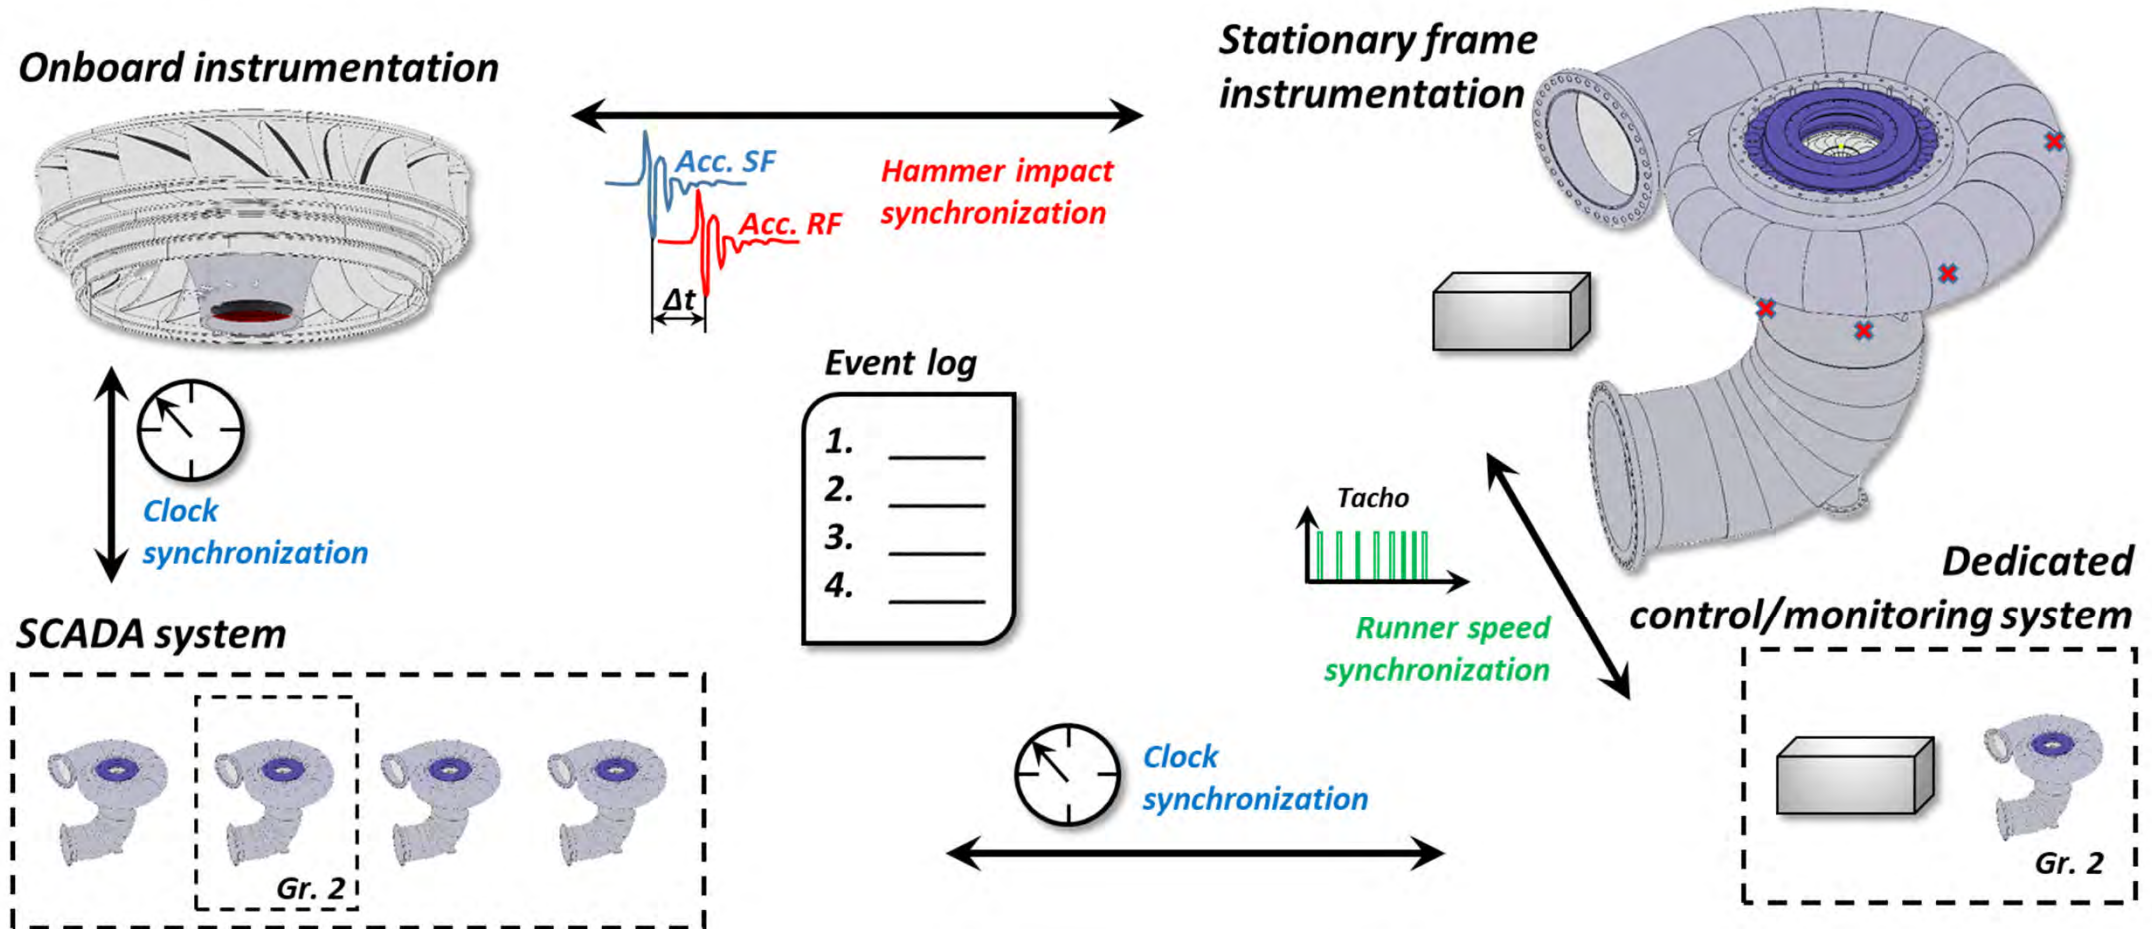 Onboard instrumentation
Stationary frame
instrumentation
Acc. SF
Acc. RF
Δt
Hammer impact
synchronization
Event log
1.
2.
3.
4.
Clock
synchronization
Tacho
Runner speed
synchronization
Dedicated
control/monitoring system
SCADA system
Gr. 2
Clock
synchronization
Gr. 2